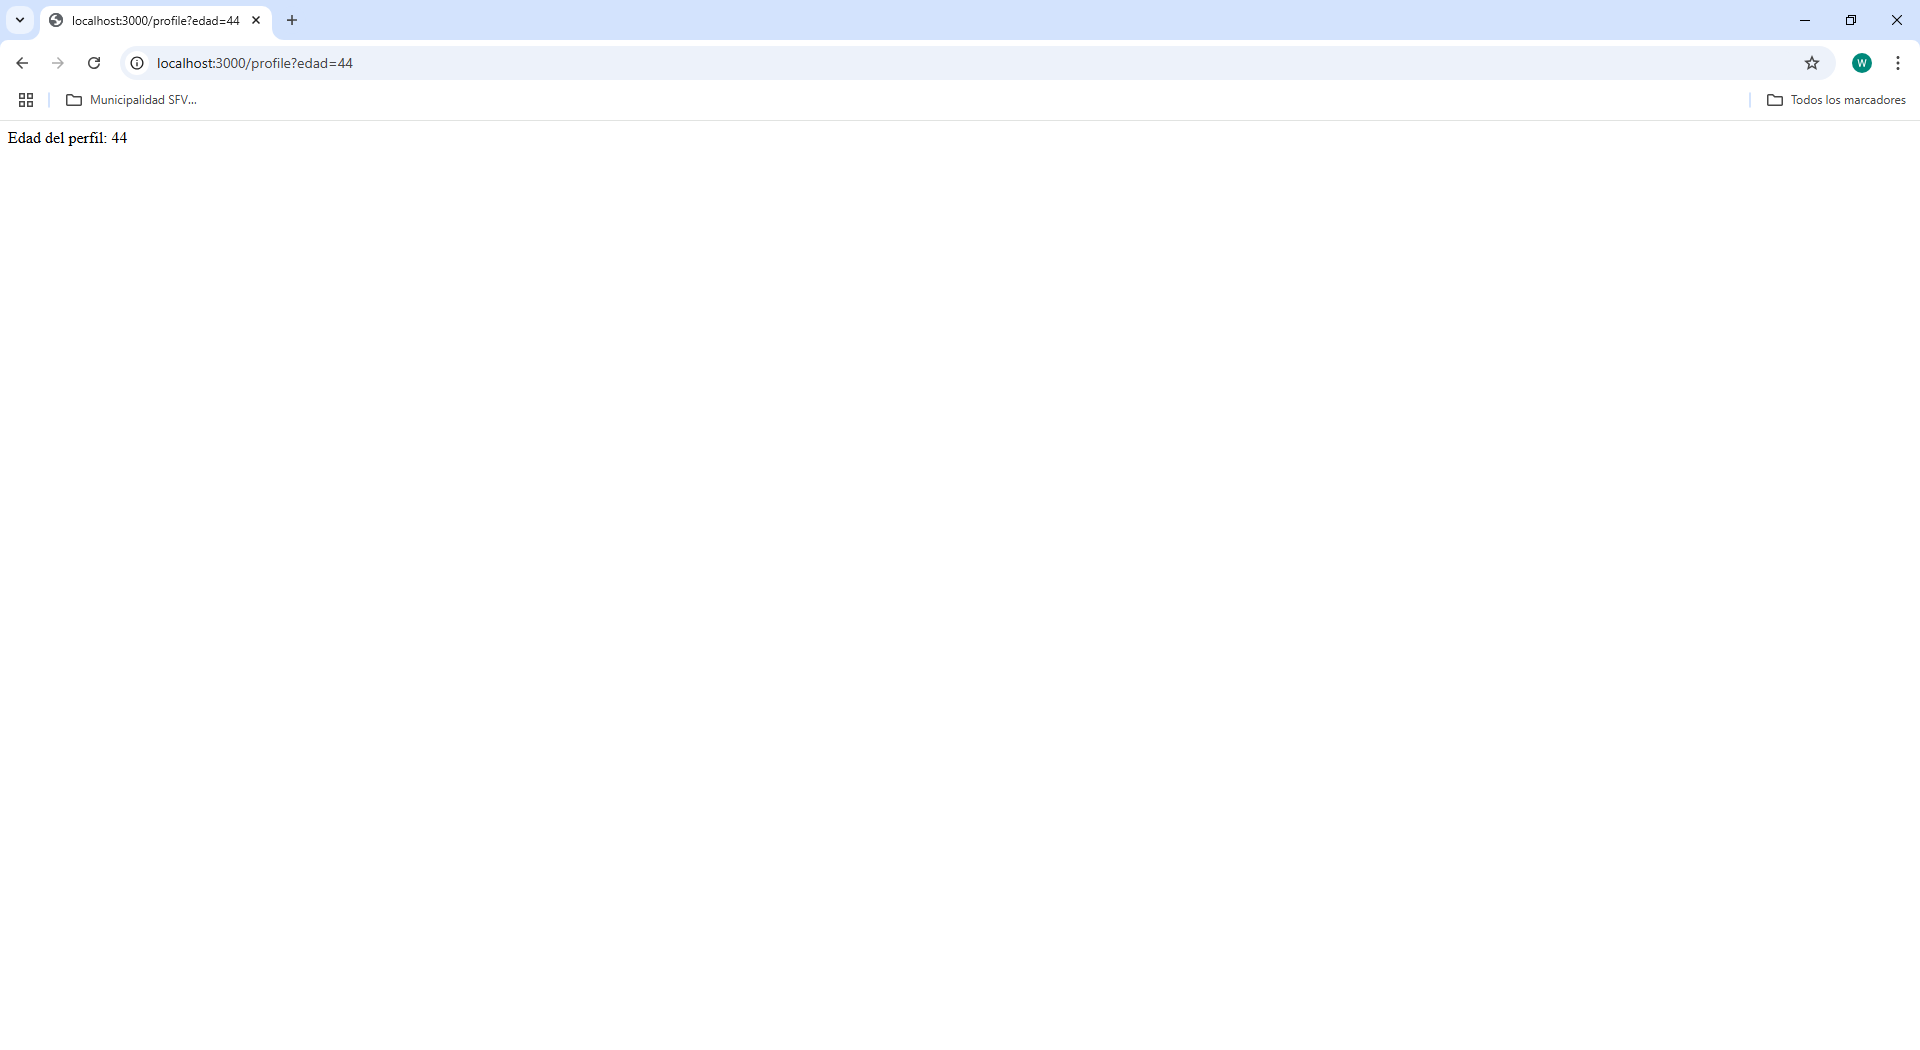 localhost:3000/profile?edad=44
localhost:3000/profile?edad=44
W
Municipalidad SFV...
Todos los marcadores
Edad del perfil: 44